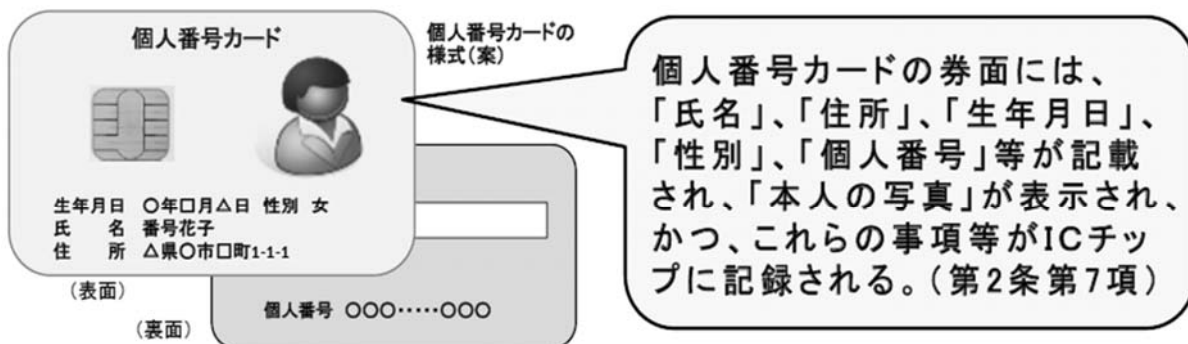 個人番号カード
生年月日 〇年□月△日 性別 女
氏 名 番号花子
住 所 △県〇市□町1-1-1
(表面)
個人番号カードの
様式(案)
個人番号 〇〇〇・・・・・〇〇〇
(裏面)
個人番号カードの券面には、
「氏名」、「住所」、「生年月日」、
「性別」、「個人番号」等が記載
され、「本人の写真」が表示され、
かつ、これらの事項等がICチッ
プに記録される。(第2条第7項)